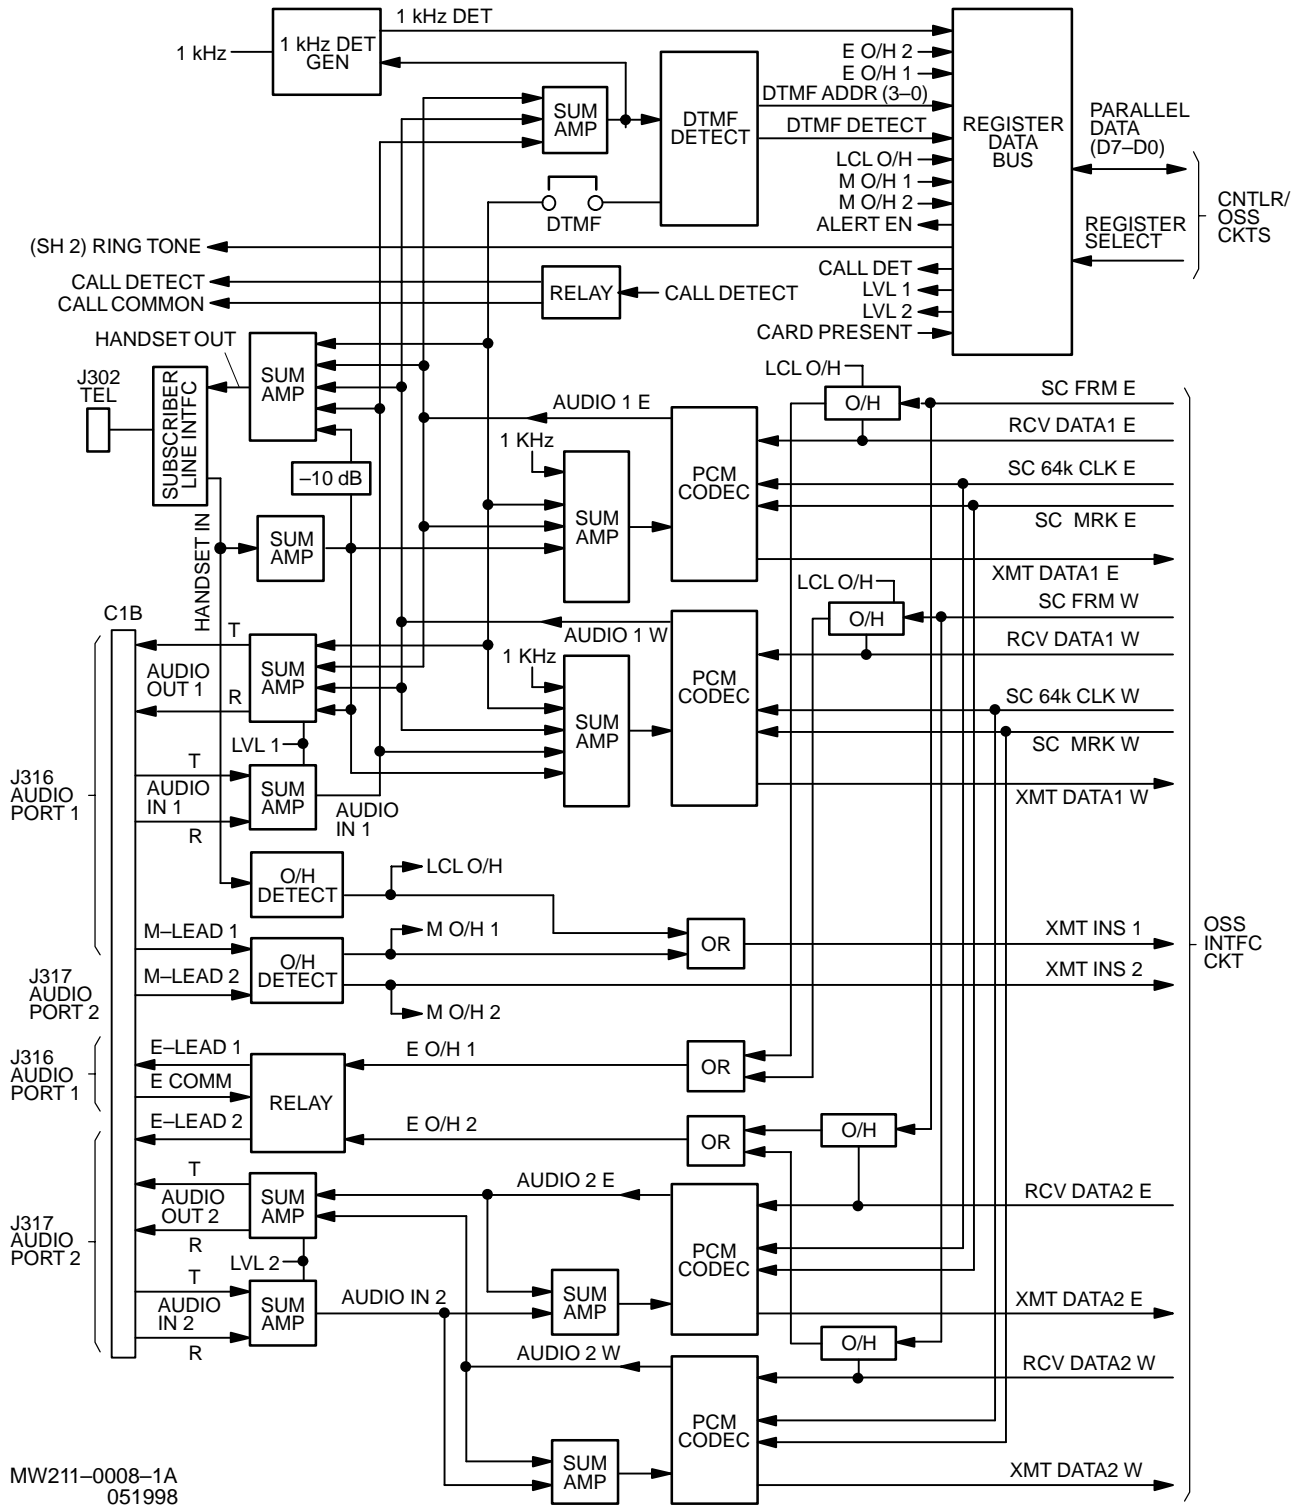 1 kHz DET
1 kHz
1 kHz DET
GEN
E O/H 2
E O/H 1
DTMF ADDR (3–0)
SUM
AMP
DTMF
DETECT
DTMF DETECT
REGISTER
DATA
BUS
PARALLEL
DATA
(D7–D0)
LCL O/H
M O/H 1
M O/H 2
ALERT EN
DTMF
REGISTER
SELECT
CNTLR/
OSS
CKTS
(SH 2) RING TONE
CALL DETECT
CALL COMMON
RELAY
CALL DETECT
CALL DET
LVL 1
LVL 2
CARD PRESENT
HANDSET OUT
J302
TEL
SUBSCRIBER
LINE INTFC
SUM
AMP
LCL O/H
O/H
SC FRM E
AUDIO 1 E
RCV DATA1 E
1 KHz
–10 dB
PCM
CODEC
SC 64k CLK E
SUM
AMP
SC MRK E
HANDSET IN
SUM
AMP
XMT DATA1 E
LCL O/H
O/H
SC FRM W
C1B
T
AUDIO
OUT 1
R
SUM
AMP
AUDIO 1 W
RCV DATA1 W
1 KHz
PCM
CODEC
SC 64k CLK W
SUM
AMP
SC MRK W
LVL 1
J316
AUDIO
PORT 1
T
AUDIO
IN 1
R
SUM
AMP
AUDIO
IN 1
XMT DATA1 W
O/H
DETECT
LCL O/H
M–LEAD 1
M O/H 1
OR
XMT INS 1
OSS
INTFC
CKT
J317
AUDIO
PORT 2
M–LEAD 2
O/H
DETECT
XMT INS 2
M O/H 2
J316
AUDIO
PORT 1
E–LEAD 1
E COMM
E–LEAD 2
RELAY
E O/H 1
OR
E O/H 2
OR
O/H
T
AUDIO
OUT 2
R
SUM
AMP
AUDIO 2 E
RCV DATA2 E
J317
AUDIO
PORT 2
PCM
CODEC
LVL 2
T
AUDIO
IN 2
R
SUM
AMP
AUDIO IN 2
SUM
AMP
XMT DATA2 E
O/H
AUDIO 2 W
RCV DATA2 W
PCM
CODEC
SUM
AMP
XMT DATA2 W
MW211–0008–1A
051998